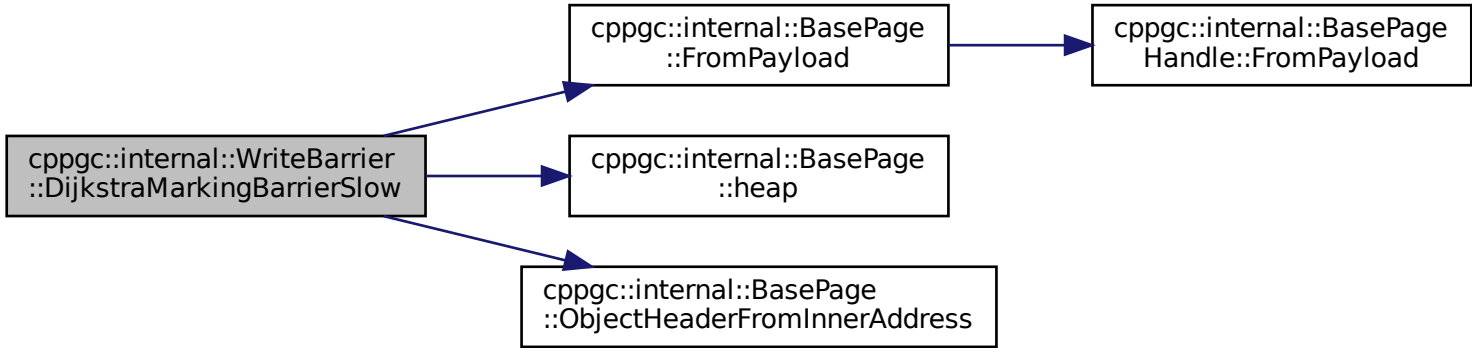 cppgc::internal::WriteBarrier
::DijkstraMarkingBarrierSlow
cppgc::internal::BasePage
::FromPayload
cppgc::internal::BasePage
Handle::FromPayload
cppgc::internal::BasePage
::heap
cppgc::internal::BasePage
::ObjectHeaderFromInnerAddress